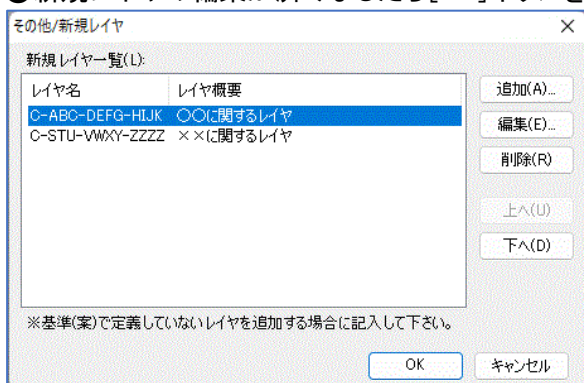 その他/新規レイヤ
新規レイヤ一覧(L):
レイヤ名 レイヤ概要
C-ABC-DEFG-HIJK 〇〇に関するレイヤ
C-STU-VWXY-ZZZZ ××に関するレイヤ
追加(A)...
編集(E)...
削除(R)
上へ(U)
下へ(D)
※基準(案)で定義していないレイヤを追加する場合に記入して下さい。
OK キャンセル